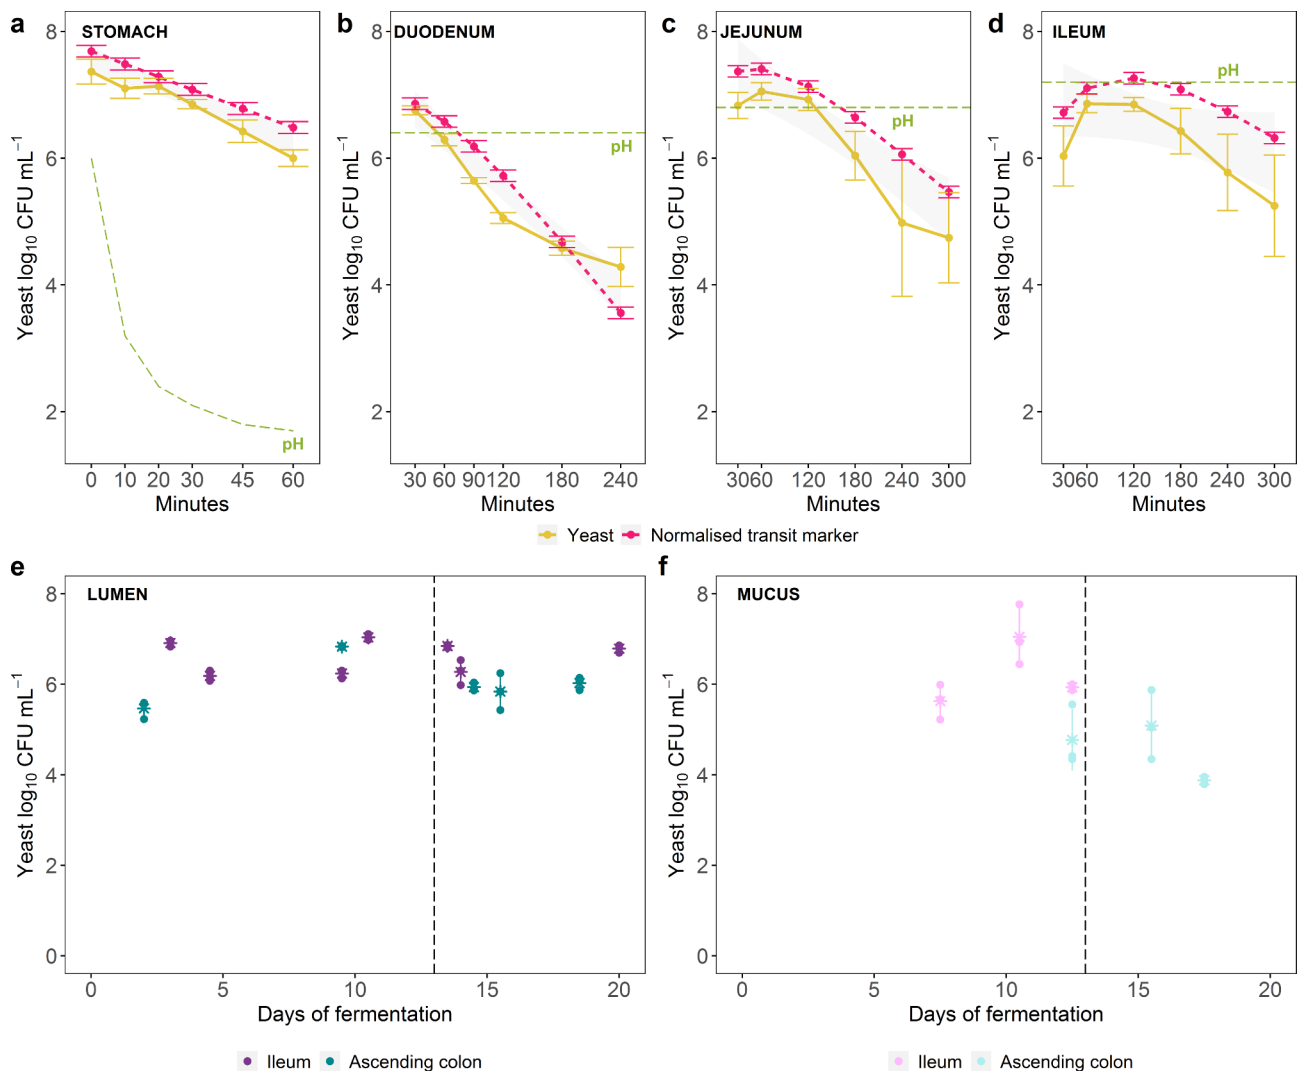 a
STOMACH
b
DUODENUM
c
JEJUNUM
d
ILEUM
Yeast log10 CFU mL−1
8
6
4
2
pH
0 10 20 30 45 60
Minutes
Yeast log10 CFU mL−1
8
6
4
2
pH
30 60 90 120 180 240
Minutes
Yeast log10 CFU mL−1
8
6
4
2
pH
30 60 120 180 240 300
Minutes
Yeast log10 CFU mL−1
8
6
4
2
pH
30 60 120 180 240 300
Minutes
Yeast Normalised transit marker
e
LUMEN
Yeast log10 CFU mL−1
8
6
4
2
0
0 5 10 15 20
Days of fermentation
Ileum Ascending colon
f
MUCUS
Yeast log10 CFU mL−1
8
6
4
2
0
0 5 10 15 20
Days of fermentation
Ileum Ascending colon